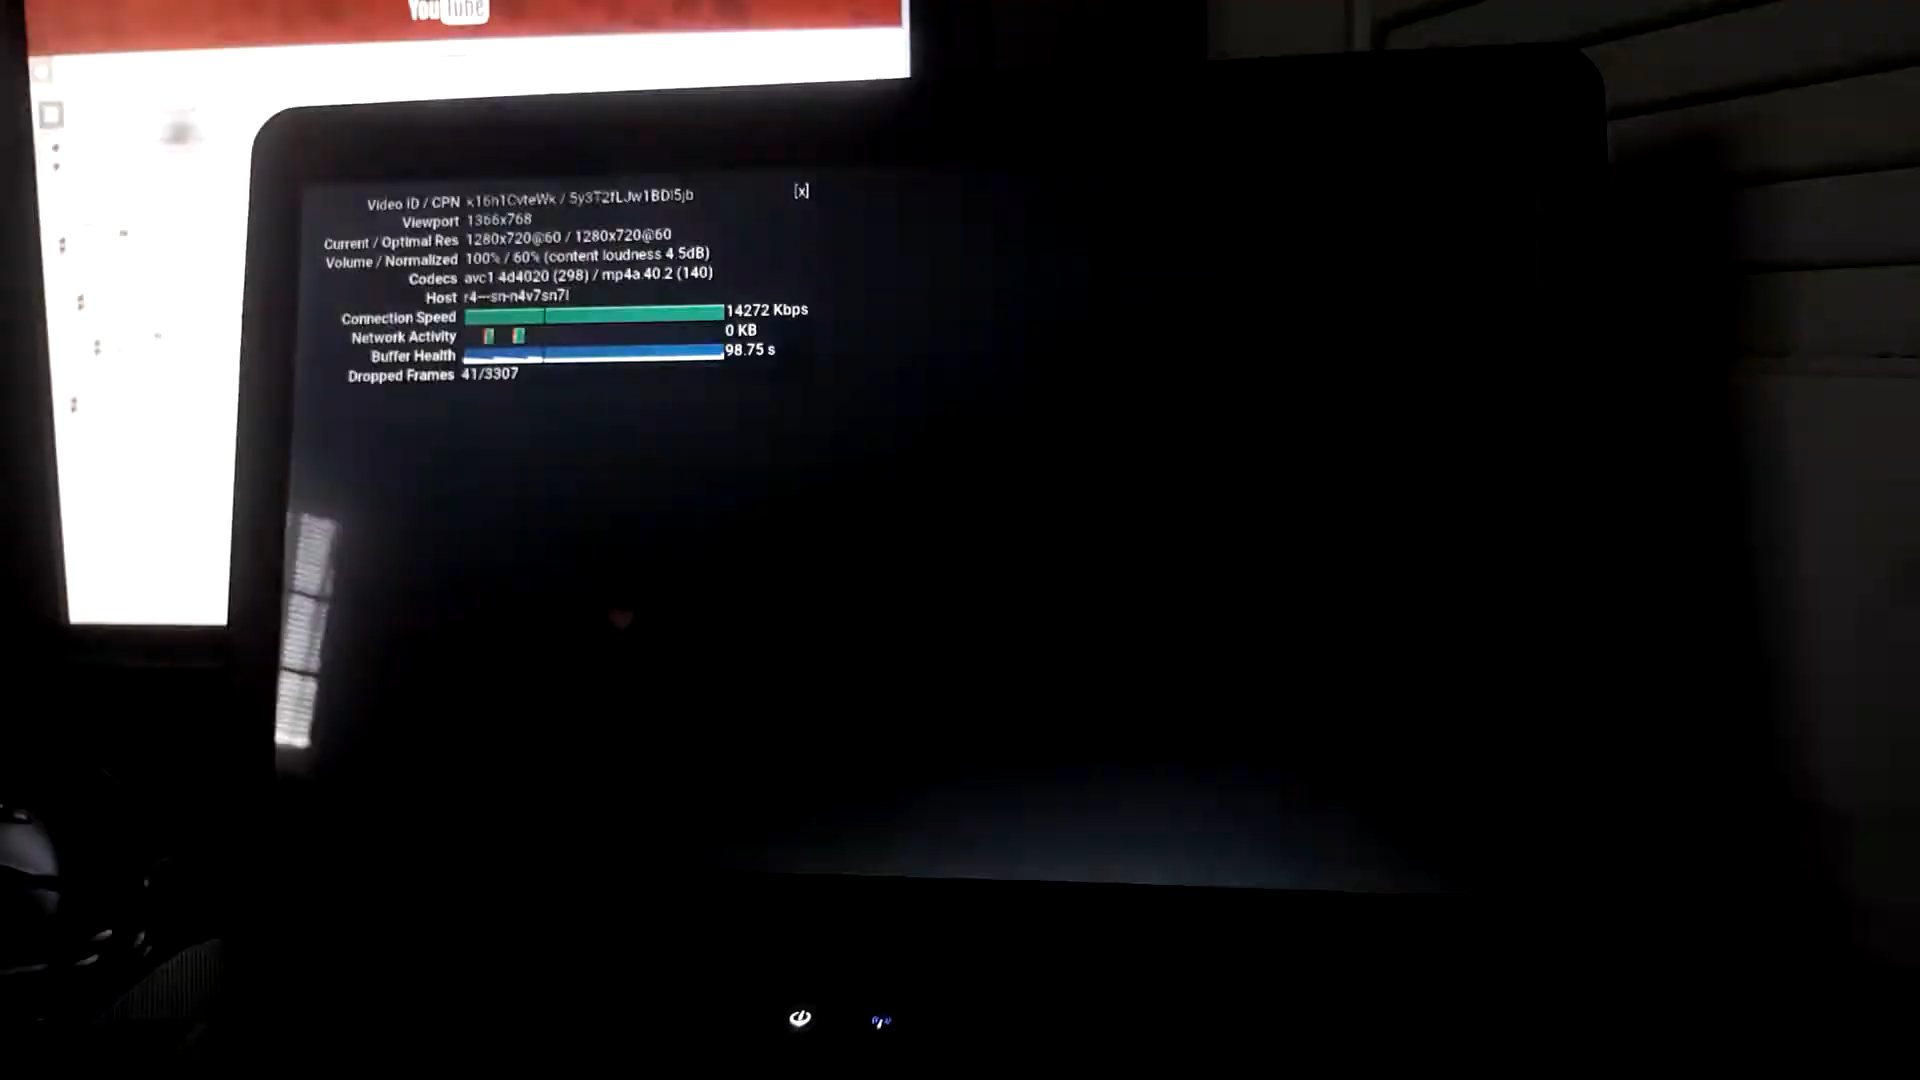 YouTube
Video ID / CPN x16h1CvteWk / 5y3T2fLJw1BDI5jb [x]
Viewport 1366x768
Current / Optimal Res 1280x720@60 / 1280x720@60
Volume / Normalized 100% / 60% (content loudness 4.5dB)
Codecs avc1.4d4020 (298) / mp4a.40.2 (140)
Host r4---sn-n4v7sn7l
Connection Speed 14272 Kbps
Network Activity 0 KB
Buffer Health 98.75 s
Dropped Frames 41/3307